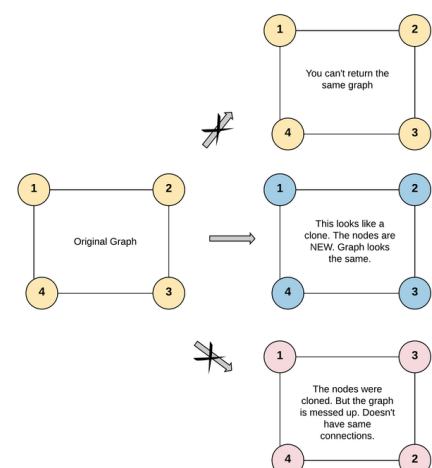 1 2
You can't return the
same graph
4 3
1 2
Original Graph
4 3
1 2
This looks like a
clone. The nodes are
NEW. Graph looks
the same.
4 3
1 3
The nodes were
cloned. But the graph
is messed up. Doesn't
have same
connections.
4 2